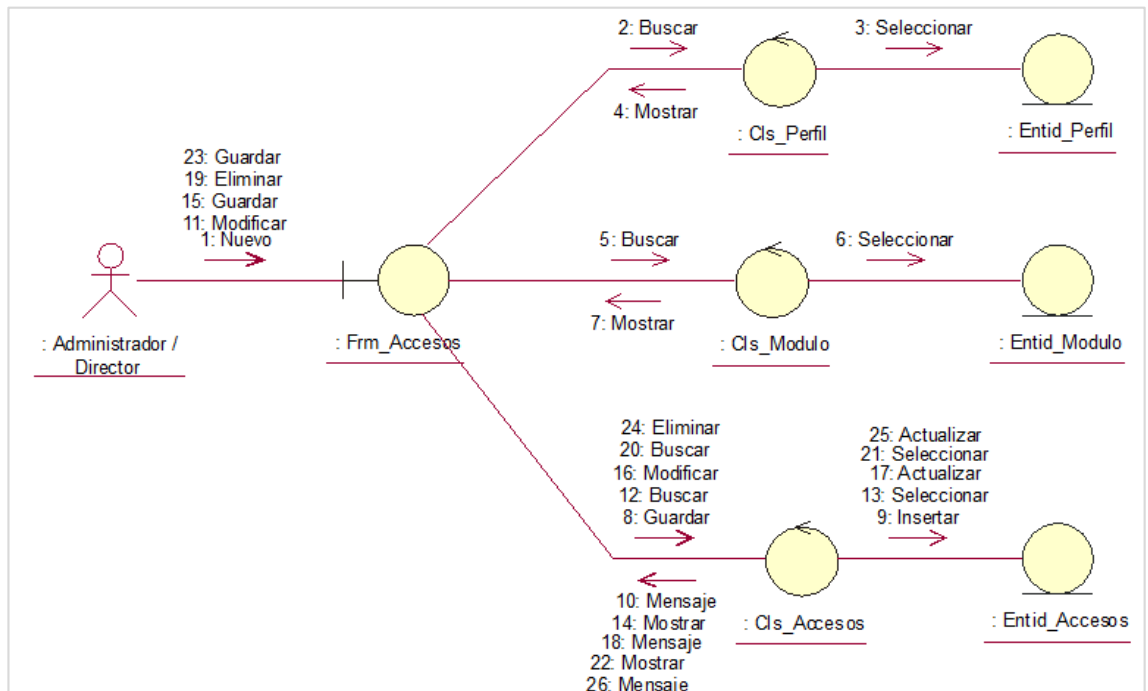 2: Buscar
3: Seleccionar
4: Mostrar
: Cls_Perfil
: Entid_Perfil
23: Guardar
19: Eliminar
15: Guardar
11: Modificar
1: Nuevo
5: Buscar
6: Seleccionar
7: Mostrar
: Administrador /
Director
: Frm_Accesos
: Cls_Modulo
: Entid_Modulo
24: Eliminar
20: Buscar
16: Modificar
12: Buscar
8: Guardar
25: Actualizar
21: Seleccionar
17: Actualizar
13: Seleccionar
9: Insertar
10: Mensaje
14: Mostrar
18: Mensaje
22: Mostrar
26: Mensaje
: Cls_Accesos
: Entid_Accesos